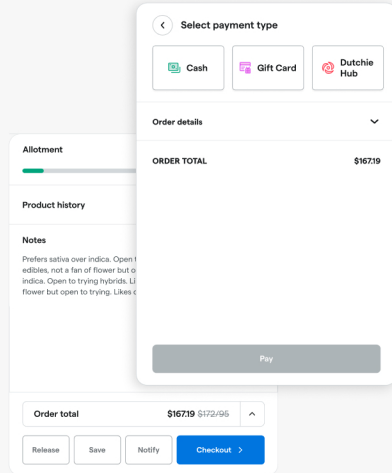 Select payment type
Cash
Gift Card
Dutchie
Hub
Order details
ORDER TOTAL $167.19
Pay
Allotment
Product history
Notes
Prefers sativa over indica. Open
edibles, not a fan of flower but o
indica. Open to trying hybrids. Li
flower but open to trying. Likes
Order total $167.19 $172/95
Release
Save
Notify
Checkout